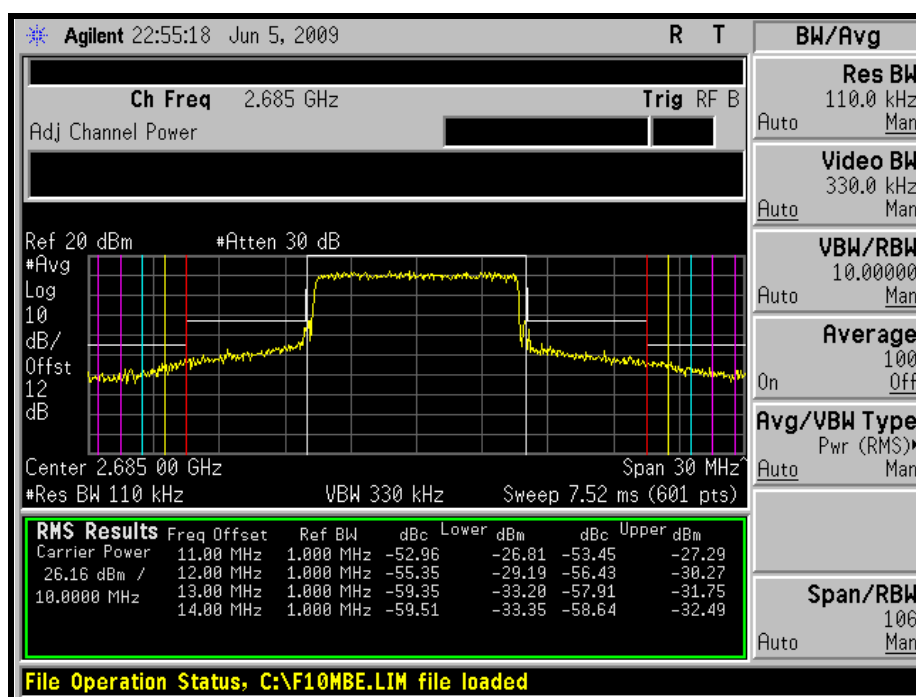 Agilent 22:55:18 Jun 5, 2009 R T
Ch Freq 2.685 GHz Trig RF B
Adj Channel Power
Ref 20 dBm #Atten 30 dB
#Avg
Log
10
dB/
Offst
12
dB
Center 2.685 00 GHz Span 30 MHz^
#Res BW 110 kHz VBW 330 kHz Sweep 7.52 ms (601 pts)
RMS Results Freq Offset Ref BW dBc Lower dBm dBc Upper dBm
Carrier Power 11.00 MHz 1.000 MHz -52.96 -26.81 -53.45 -27.29
26.16 dBm / 12.00 MHz 1.000 MHz -55.35 -29.19 -56.43 -30.27
10.0000 MHz 13.00 MHz 1.000 MHz -59.35 -33.20 -57.91 -31.75
14.00 MHz 1.000 MHz -59.51 -33.35 -58.64 -32.49
File Operation Status, C:\F10MBE.LIM file loaded
BW/Avg
Res BW
110.0 kHz
Auto Man
Video BW
330.0 kHz
Auto Man
VBW/RBW
10.00000
Auto Man
Average
100
On Off
Avg/VBW Type
Pwr (RMS)
Auto Man
Span/RBW
106
Auto Man